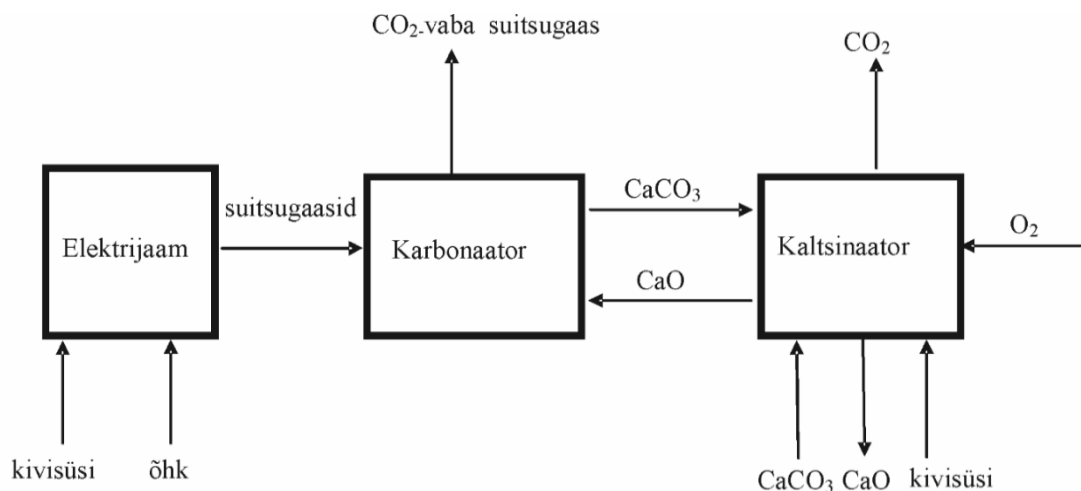 CO₂-vaba suitsugaas
CO₂
suitsugaasid
CaCO₃
Elektrijaam
Karbonaator
Kaltsinaator
O₂
CaO
kivisüsi
õhk
CaCO₃ CaO kivisüsi